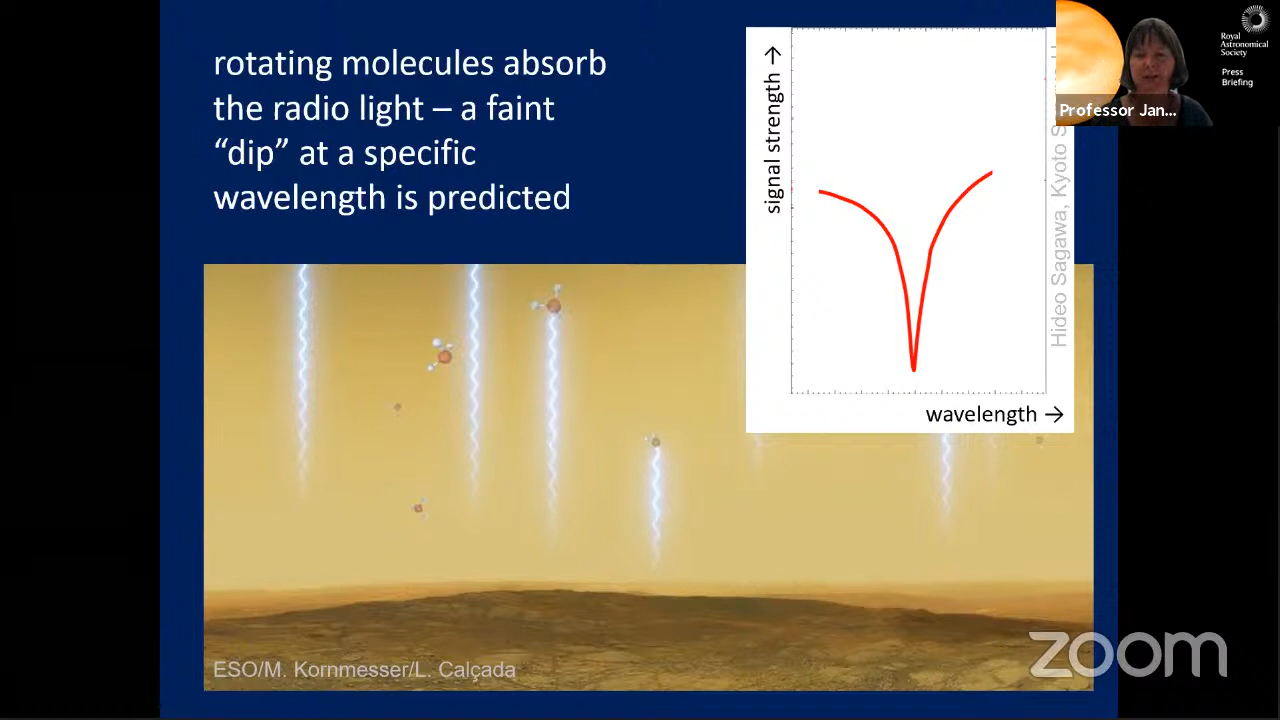 rotating molecules absorb
the radio light – a faint
“dip” at a specific
wavelength is predicted
signal strength →
wavelength →
Hideo Sagawa, Kyoto S
ESO/M. Kornmesser/L. Calçada
Professor Jan...
Royal
Astronomical
Society
Press
Briefing
zoom